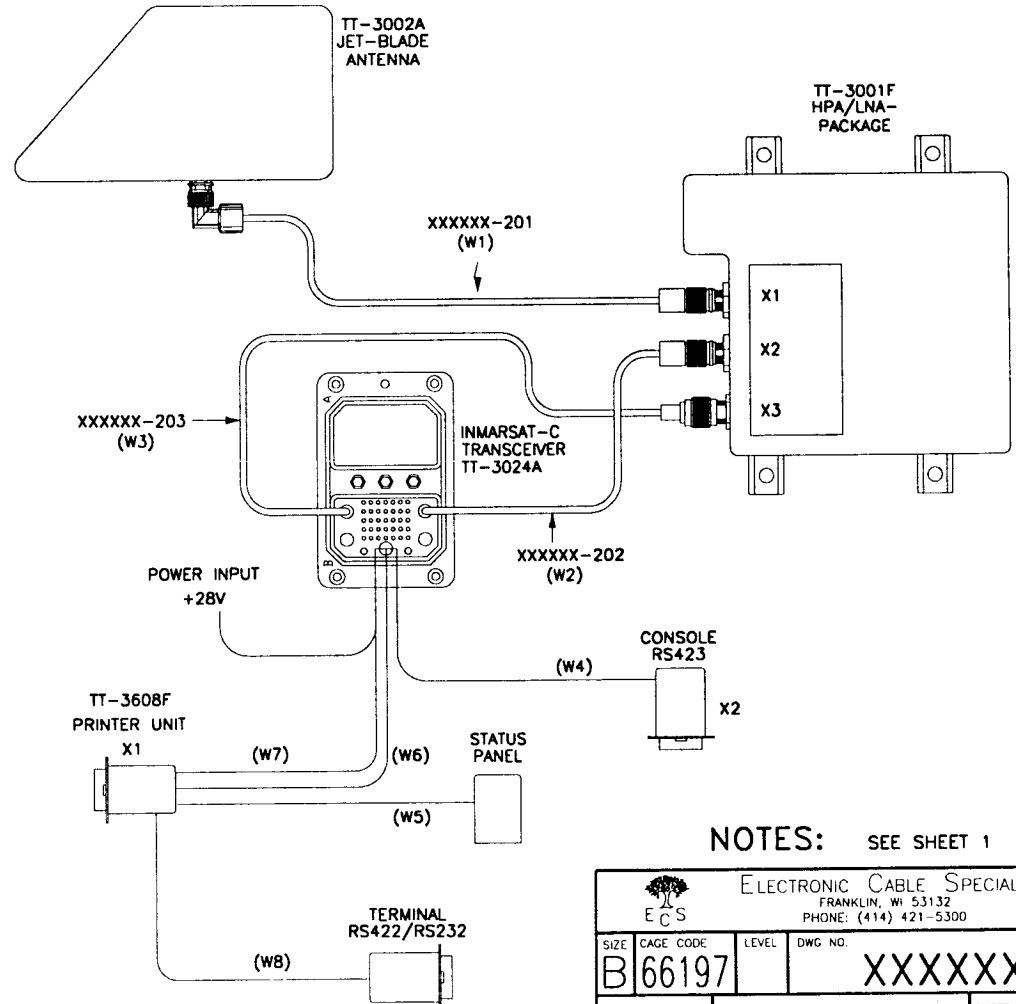 TT-3002A
JET-BLADE
ANTENNA
TT-3001F
HPA/LNA-
PACKAGE
XXXXXX-201
(W1)
X1
X2
X3
XXXXXX-203
(W3)
A
INMARSAT-C
TRANSCEIVER
TT-3024A
B
XXXXXX-202
(W2)
POWER INPUT
+28V
CONSOLE
RS423
(W4)
X2
TT-3608F
PRINTER UNIT
X1
(W7)
(W6)
STATUS
PANEL
(W5)
TERMINAL
RS422/RS232
(W8)
NOTES: SEE SHEET 1
ECS
ELECTRONIC CABLE SPECIAL
FRANKLIN, WI 53132
PHONE: (414) 421-5300
SIZE
B
CAGE CODE
66197
LEVEL
DWG NO.
XXXXXX